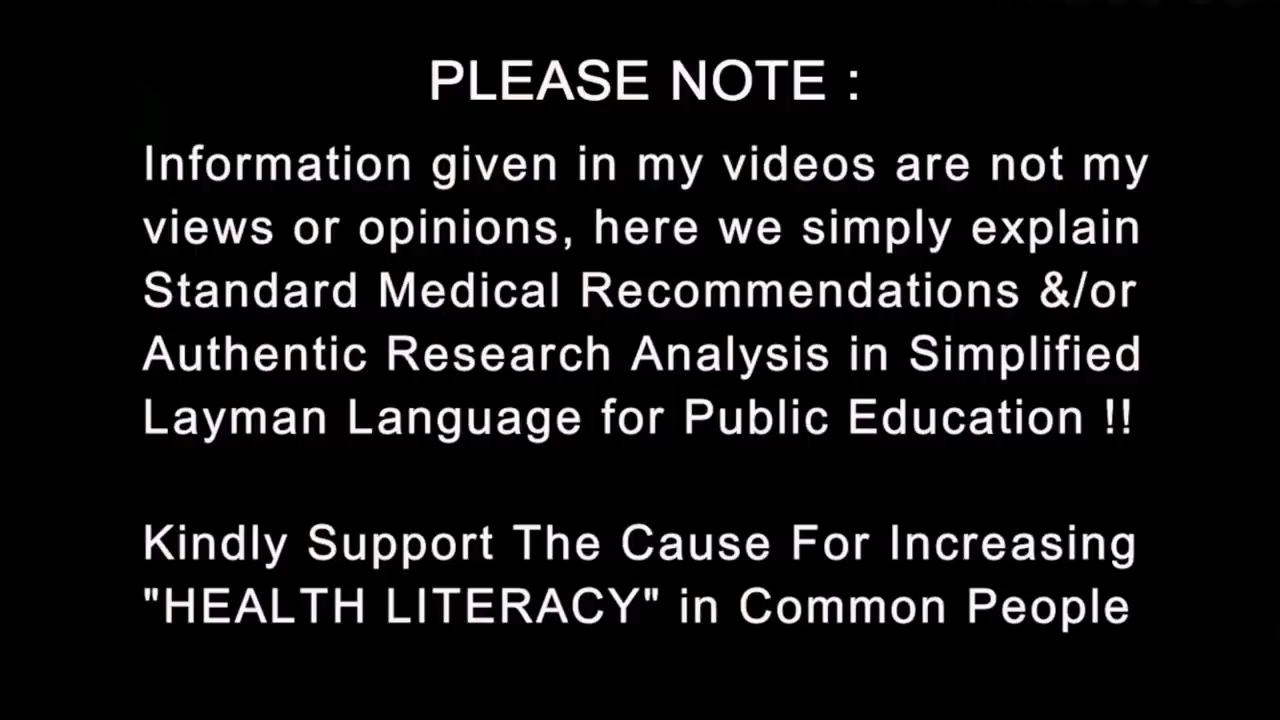 PLEASE NOTE :
Information given in my videos are not my
views or opinions, here we simply explain
Standard Medical Recommendations &/or
Authentic Research Analysis in Simplified
Layman Language for Public Education !!
Kindly Support The Cause For Increasing
"HEALTH LITERACY" in Common People